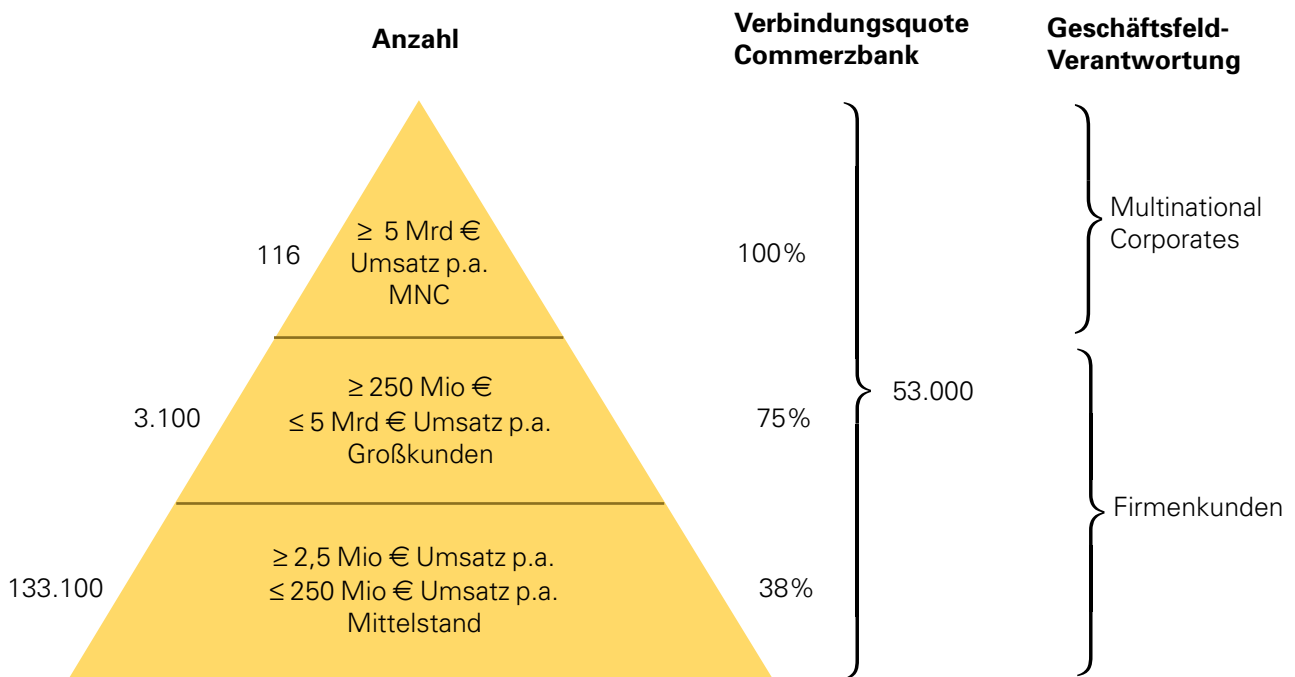 Anzahl
Verbindungsquote
Commerzbank
Geschäftsfeld-
Verantwortung
116
≥ 5 Mrd €
Umsatz p.a.
MNC
100%
Multinational
Corporates
3.100
≥ 250 Mio €
≤ 5 Mrd € Umsatz p.a.
Großkunden
75%
53.000
133.100
≥ 2,5 Mio € Umsatz p.a.
≤ 250 Mio € Umsatz p.a.
Mittelstand
38%
Firmenkunden